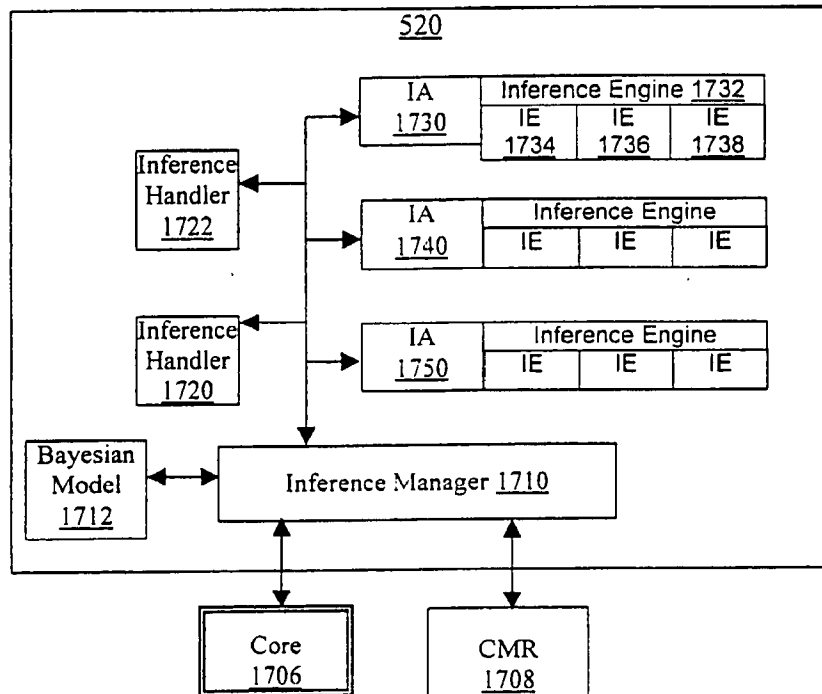 520
IA
1730
Inference Engine 1732
IE
1734
IE
1736
IE
1738
Inference
Handler
1722
IA
1740
Inference Engine
IE
IE
IE
Inference
Handler
1720
IA
1750
Inference Engine
IE
IE
IE
Bayesian
Model
1712
Inference Manager 1710
Core
1706
CMR
1708